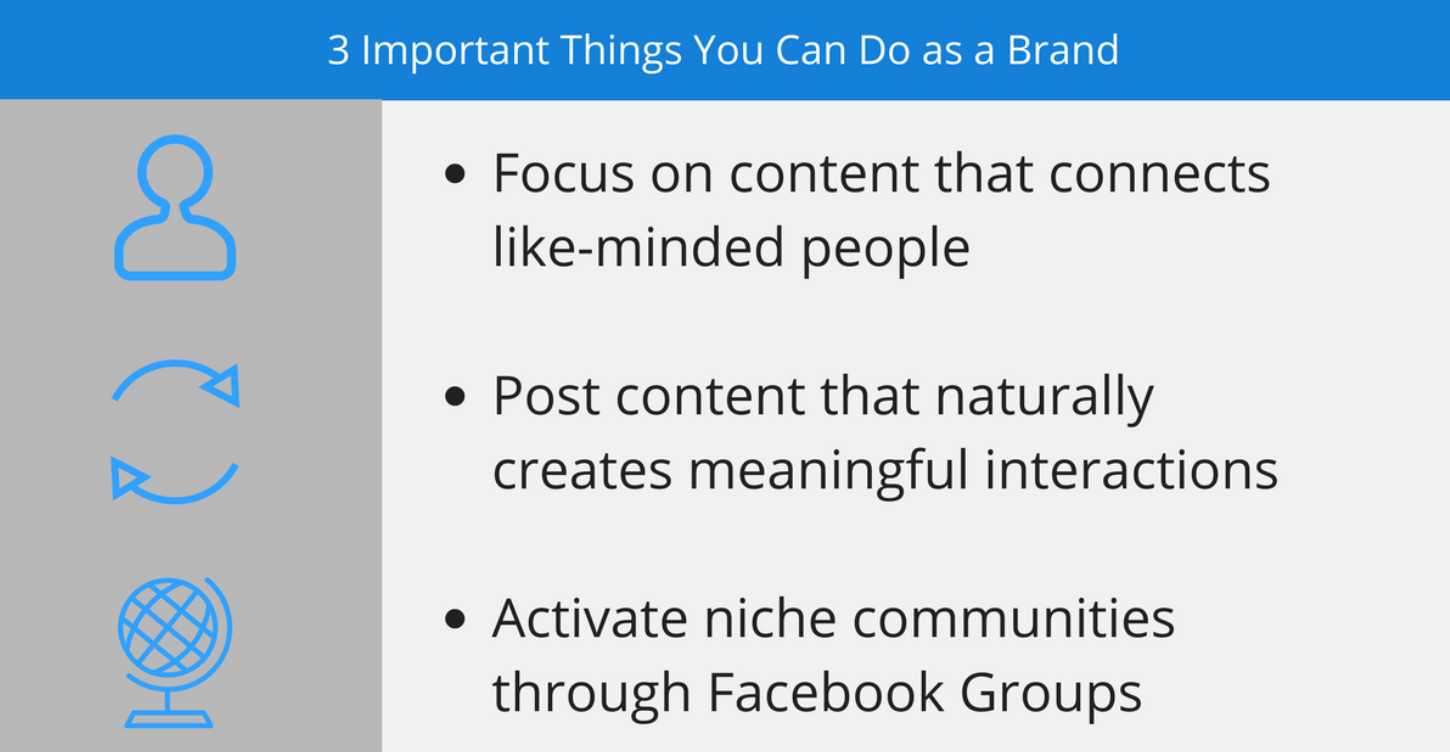 3 Important Things You Can Do as a Brand
• Focus on content that connects
like-minded people
• Post content that naturally
creates meaningful interactions
• Activate niche communities
through Facebook Groups